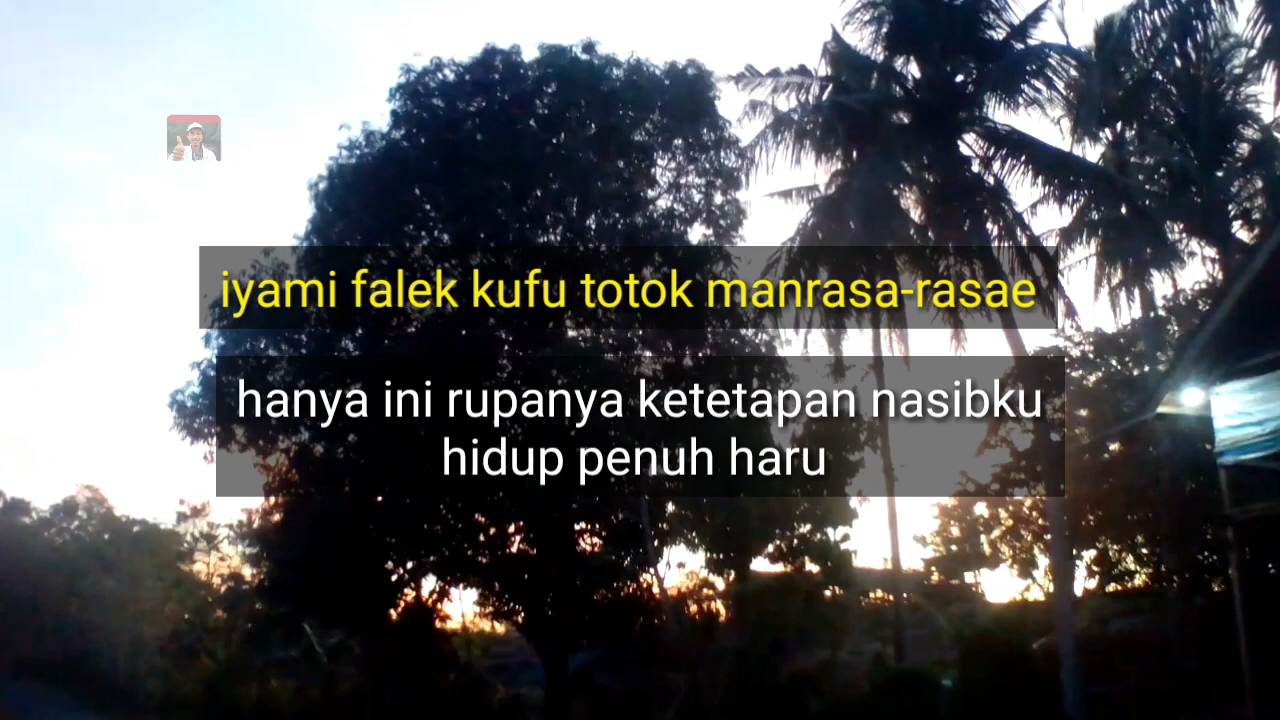 iyami falek kufu totok manrasa-rasae
hanya ini rupanya ketetapan nasibku
hidup penuh haru